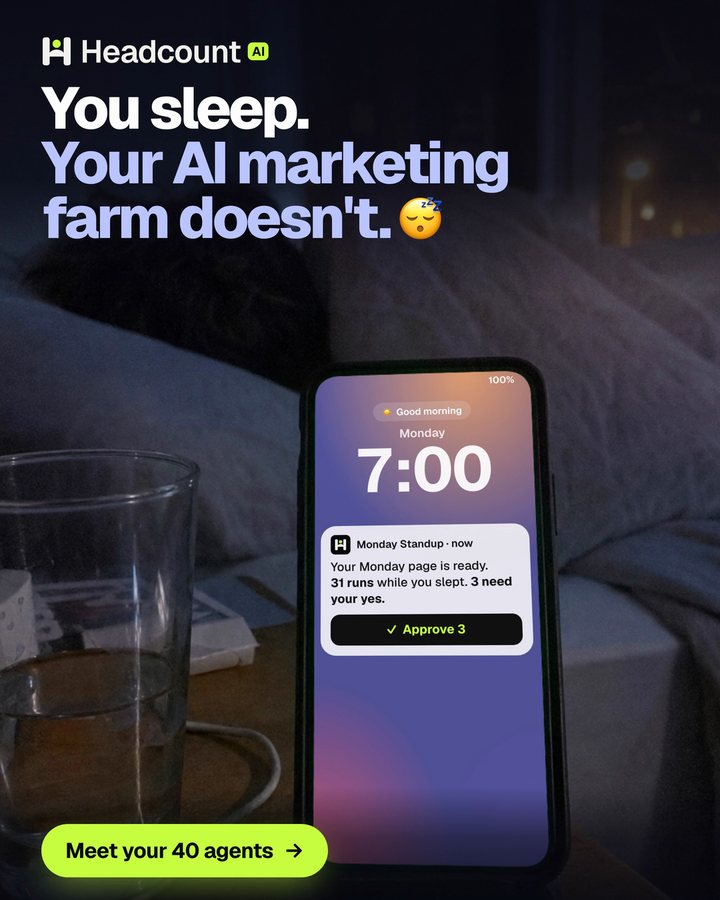 Headcount AI
You sleep.
Your AI marketing
farm doesn't. 😴
100%
☀️ Good morning
Monday
7:00
Monday Standup · now
Your Monday page is ready.
31 runs while you slept. 3 need
your yes.
✓ Approve 3
Meet your 40 agents →